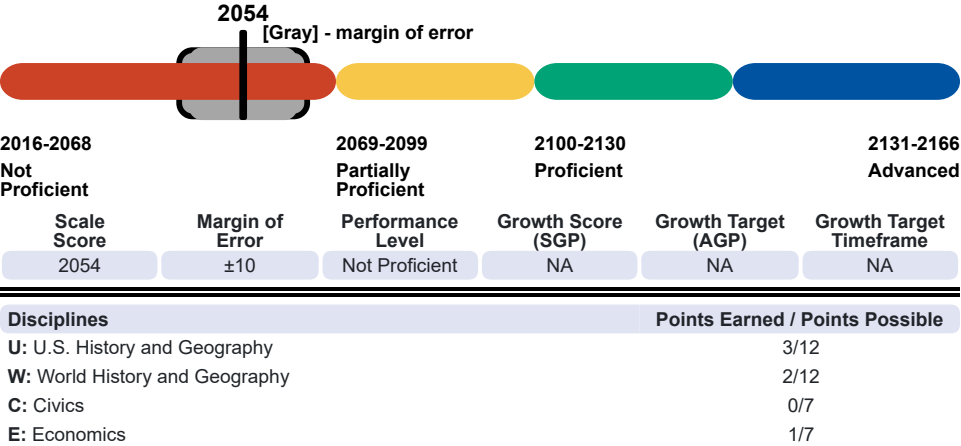 2054
[Gray] - margin of error
2016-2068 2069-2099 2100-2130 2131-2166
Not Proficient Partially Proficient Proficient Advanced
Scale Score Margin of Error Performance Level Growth Score (SGP) Growth Target (AGP) Growth Target Timeframe
2054 ±10 Not Proficient NA NA NA
Disciplines Points Earned / Points Possible
U: U.S. History and Geography 3/12
W: World History and Geography 2/12
C: Civics 0/7
E: Economics 1/7